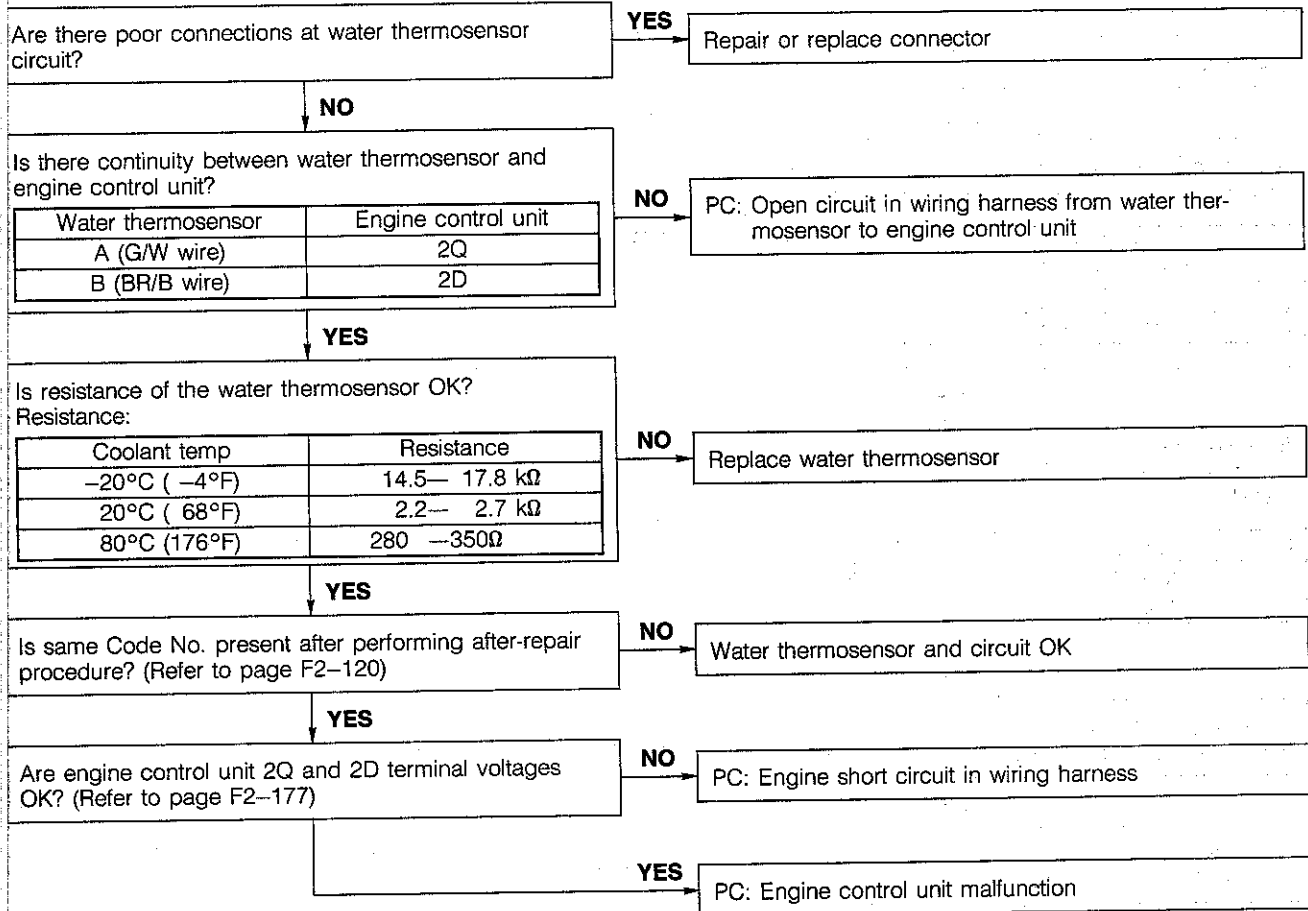 Are there poor connections at water thermosensor
circuit?
YES
Repair or replace connector
NO
Is there continuity between water thermosensor and
engine control unit?
Water thermosensor Engine control unit
A (G/W wire) 2Q
B (BR/B wire) 2D
NO
PC: Open circuit in wiring harness from water ther-
mosensor to engine control unit
YES
Is resistance of the water thermosensor OK?
Resistance:
Coolant temp Resistance
–20°C ( –4°F) 14.5— 17.8 kΩ
20°C ( 68°F) 2.2— 2.7 kΩ
80°C (176°F) 280 —350Ω
NO
Replace water thermosensor
YES
Is same Code No. present after performing after-repair
procedure? (Refer to page F2–120)
NO
Water thermosensor and circuit OK
YES
Are engine control unit 2Q and 2D terminal voltages
OK? (Refer to page F2–177)
NO
PC: Engine short circuit in wiring harness
YES
PC: Engine control unit malfunction